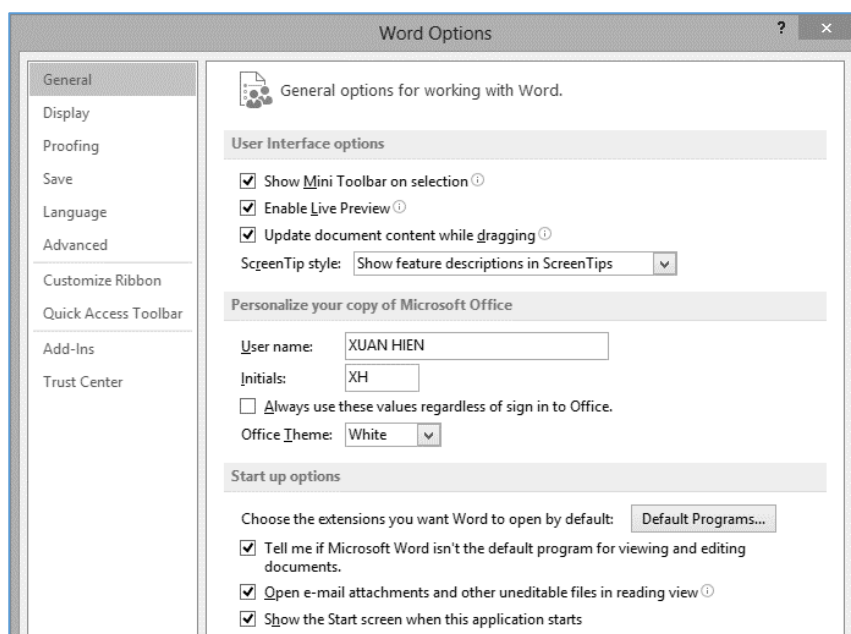 Word Options
?
×
General
Display
Proofing
Save
Language
Advanced
Customize Ribbon
Quick Access Toolbar
Add-Ins
Trust Center
General options for working with Word.
User Interface options
Show Mini Toolbar on selection
Enable Live Preview
Update document content while dragging
ScreenTip style: Show feature descriptions in ScreenTips
Personalize your copy of Microsoft Office
User name: XUAN HIEN
Initials: XH
Always use these values regardless of sign in to Office.
Office Theme: White
Start up options
Choose the extensions you want Word to open by default: Default Programs...
Tell me if Microsoft Word isn't the default program for viewing and editing
documents.
Open e-mail attachments and other uneditable files in reading view
Show the Start screen when this application starts